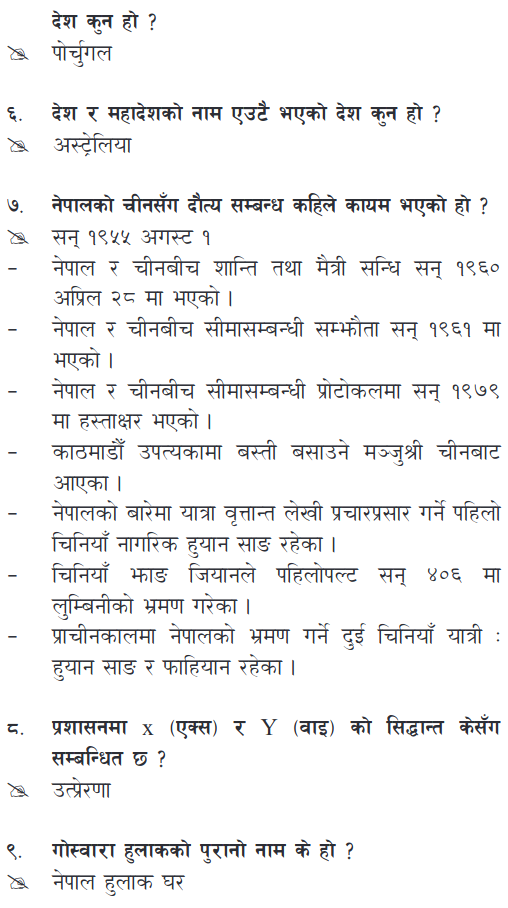 देश कुन हो ?
पोर्चुगल
६. देश र महादेशको नाम एउटै भएको देश कुन हो ?
अस्ट्रेलिया
७. नेपालको चीनसँग दौत्य सम्बन्ध कहिले कायम भएको हो ?
सन् १९५५ अगस्ट १
– नेपाल र चीनबीच शान्ति तथा मैत्री सन्धि सन् १९६०
अप्रिल २८ मा भएको ।
– नेपाल र चीनबीच सीमासम्बन्धी सम्झौता सन् १९६१ मा
भएको ।
– नेपाल र चीनबीच सीमासम्बन्धी प्रोटोकलमा सन् १९७९
मा हस्ताक्षर भएको ।
– काठमाडौँ उपत्यकामा बस्ती बसाउने मञ्जुश्री चीनबाट
आएका ।
– नेपालको बारेमा यात्रा वृत्तान्त लेखी प्रचारप्रसार गर्ने पहिलो
चिनियाँ नागरिक हुयान साङ रहेका ।
– चिनियाँ झाङ जियानले पहिलोपल्ट सन् ४०६ मा
लुम्बिनीको भ्रमण गरेका ।
– प्राचीनकालमा नेपालको भ्रमण गर्ने दुई चिनियाँ यात्री :
हुयान साङ र फाहियान रहेका ।
८. प्रशासनमा x (एक्स) र Y (वाइ) को सिद्धान्त केसँग
सम्बन्धित छ ?
उत्प्रेरणा
९. गोस्वारा हुलाकको पुरानो नाम के हो ?
नेपाल हुलाक घर